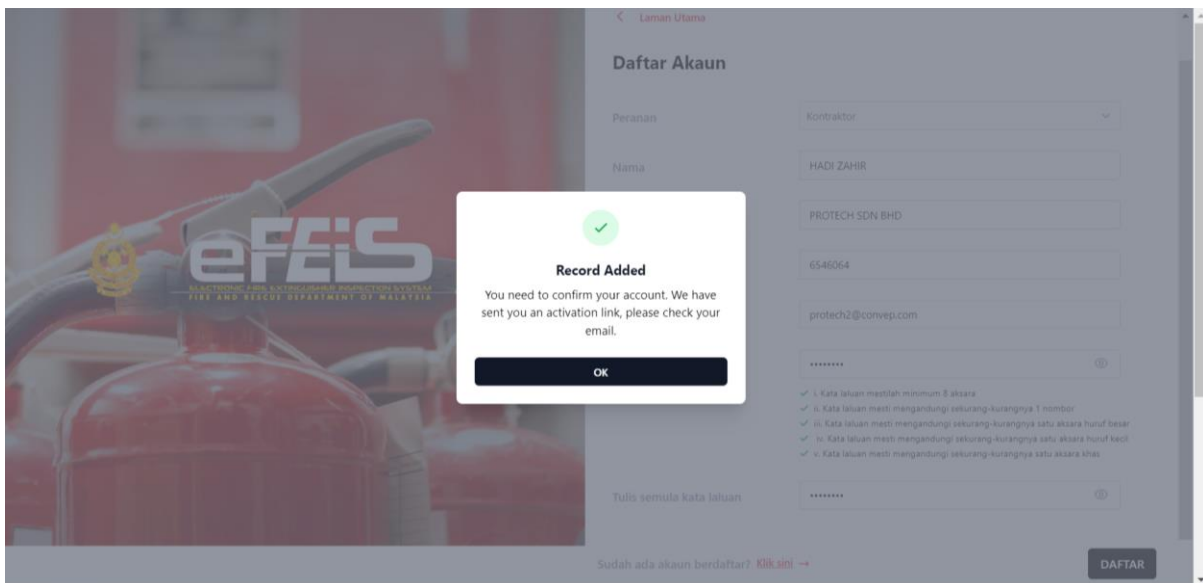 Laman Utama
Daftar Akaun
Peranan
Kontraktor
Nama
HADI ZAHIR
PROTECH SDN BHD
6546064
protech2@convep.com
••••••••
i. Kata laluan mestilah minimum 8 aksara
ii. Kata laluan mesti mengandungi sekurang-kurangnya 1 nombor
iii. Kata laluan mesti mengandungi sekurang-kurangnya satu aksara huruf besar
iv. Kata laluan mesti mengandungi sekurang-kurangnya satu aksara huruf kecil
v. Kata laluan mesti mengandungi sekurang-kurangnya satu aksara khas
Tulis semula kata laluan
••••••••
Sudah ada akaun berdaftar? Klik sini →
DAFTAR
eFEiS
ELECTRONIC FIRE EXTINGUISHER INSPECTION SYSTEM
FIRE AND RESCUE DEPARTMENT OF MALAYSIA
Record Added
You need to confirm your account. We have
sent you an activation link, please check your
email.
OK